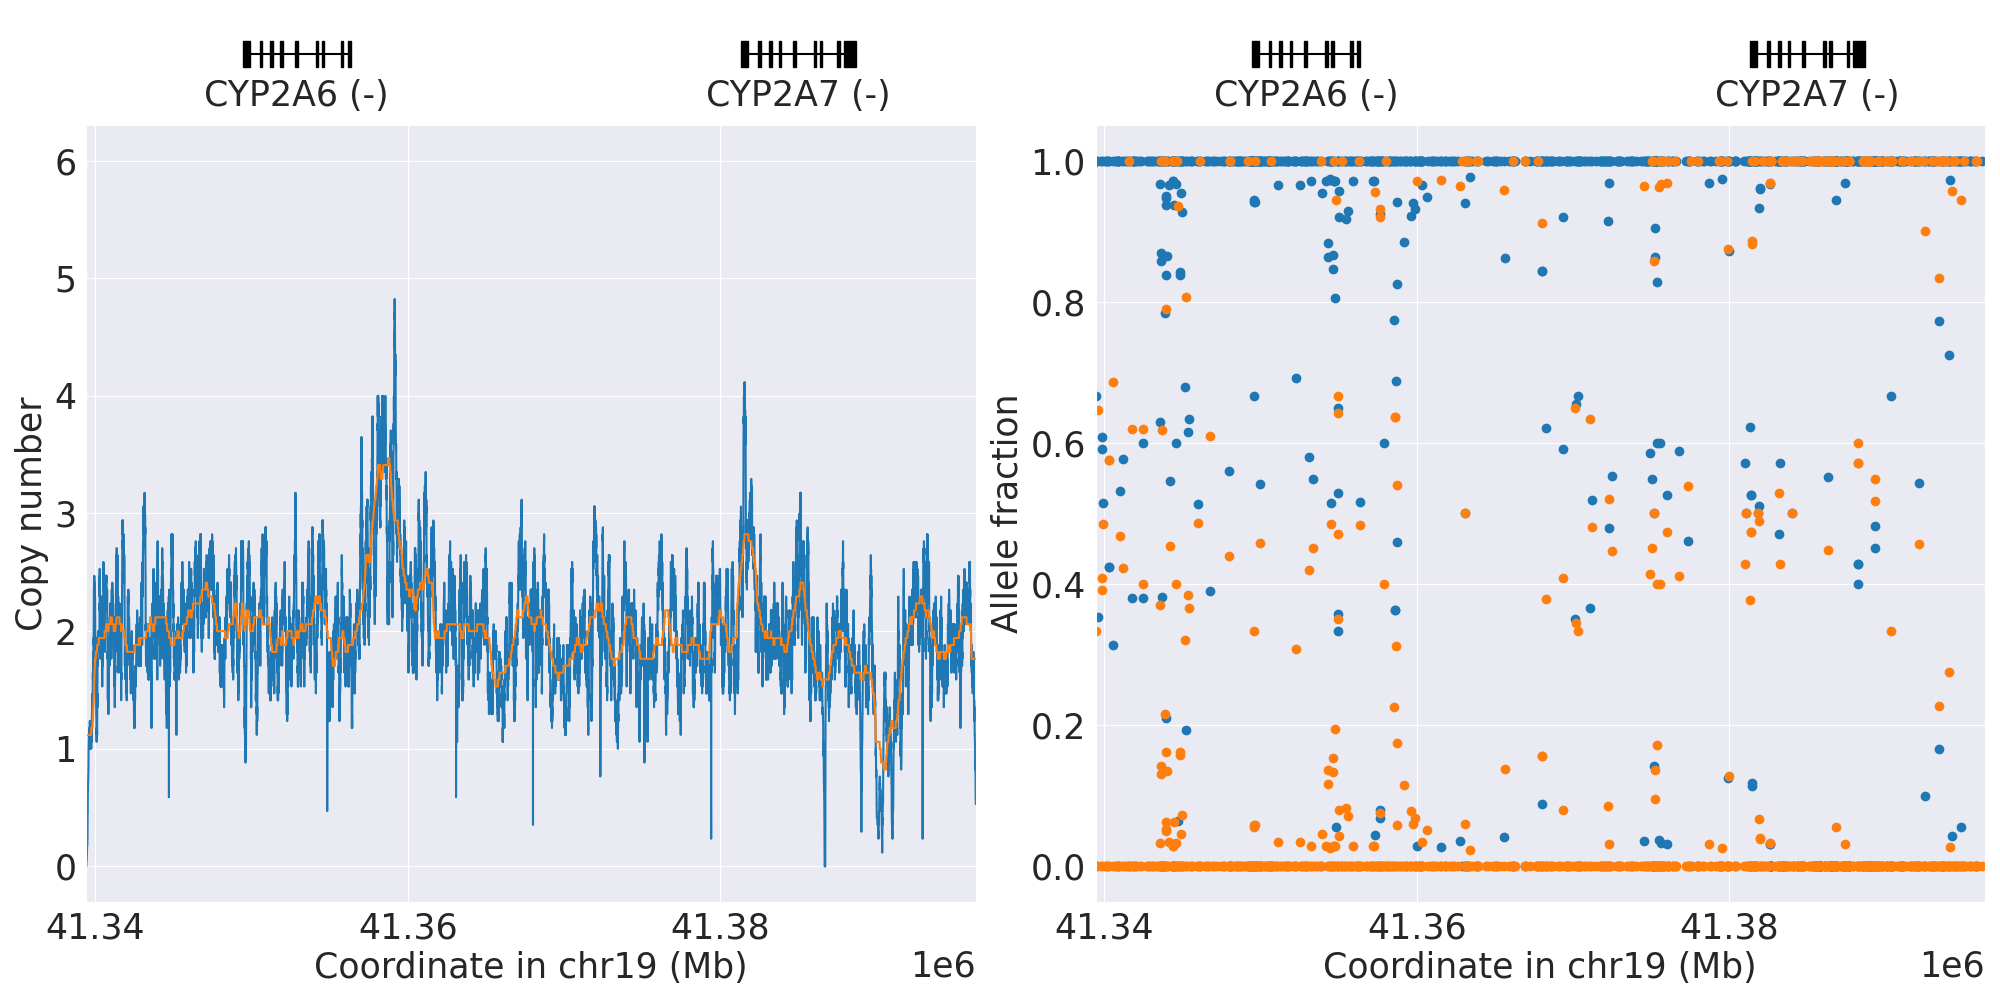 CYP2A6 (-)
CYP2A7 (-)
CYP2A6 (-)
CYP2A7 (-)
Copy number
6
5
4
3
2
1
0
41.34
41.36
41.38
Coordinate in chr19 (Mb)
1e6
Allele fraction
1.0
0.8
0.6
0.4
0.2
0.0
41.34
41.36
41.38
Coordinate in chr19 (Mb)
1e6